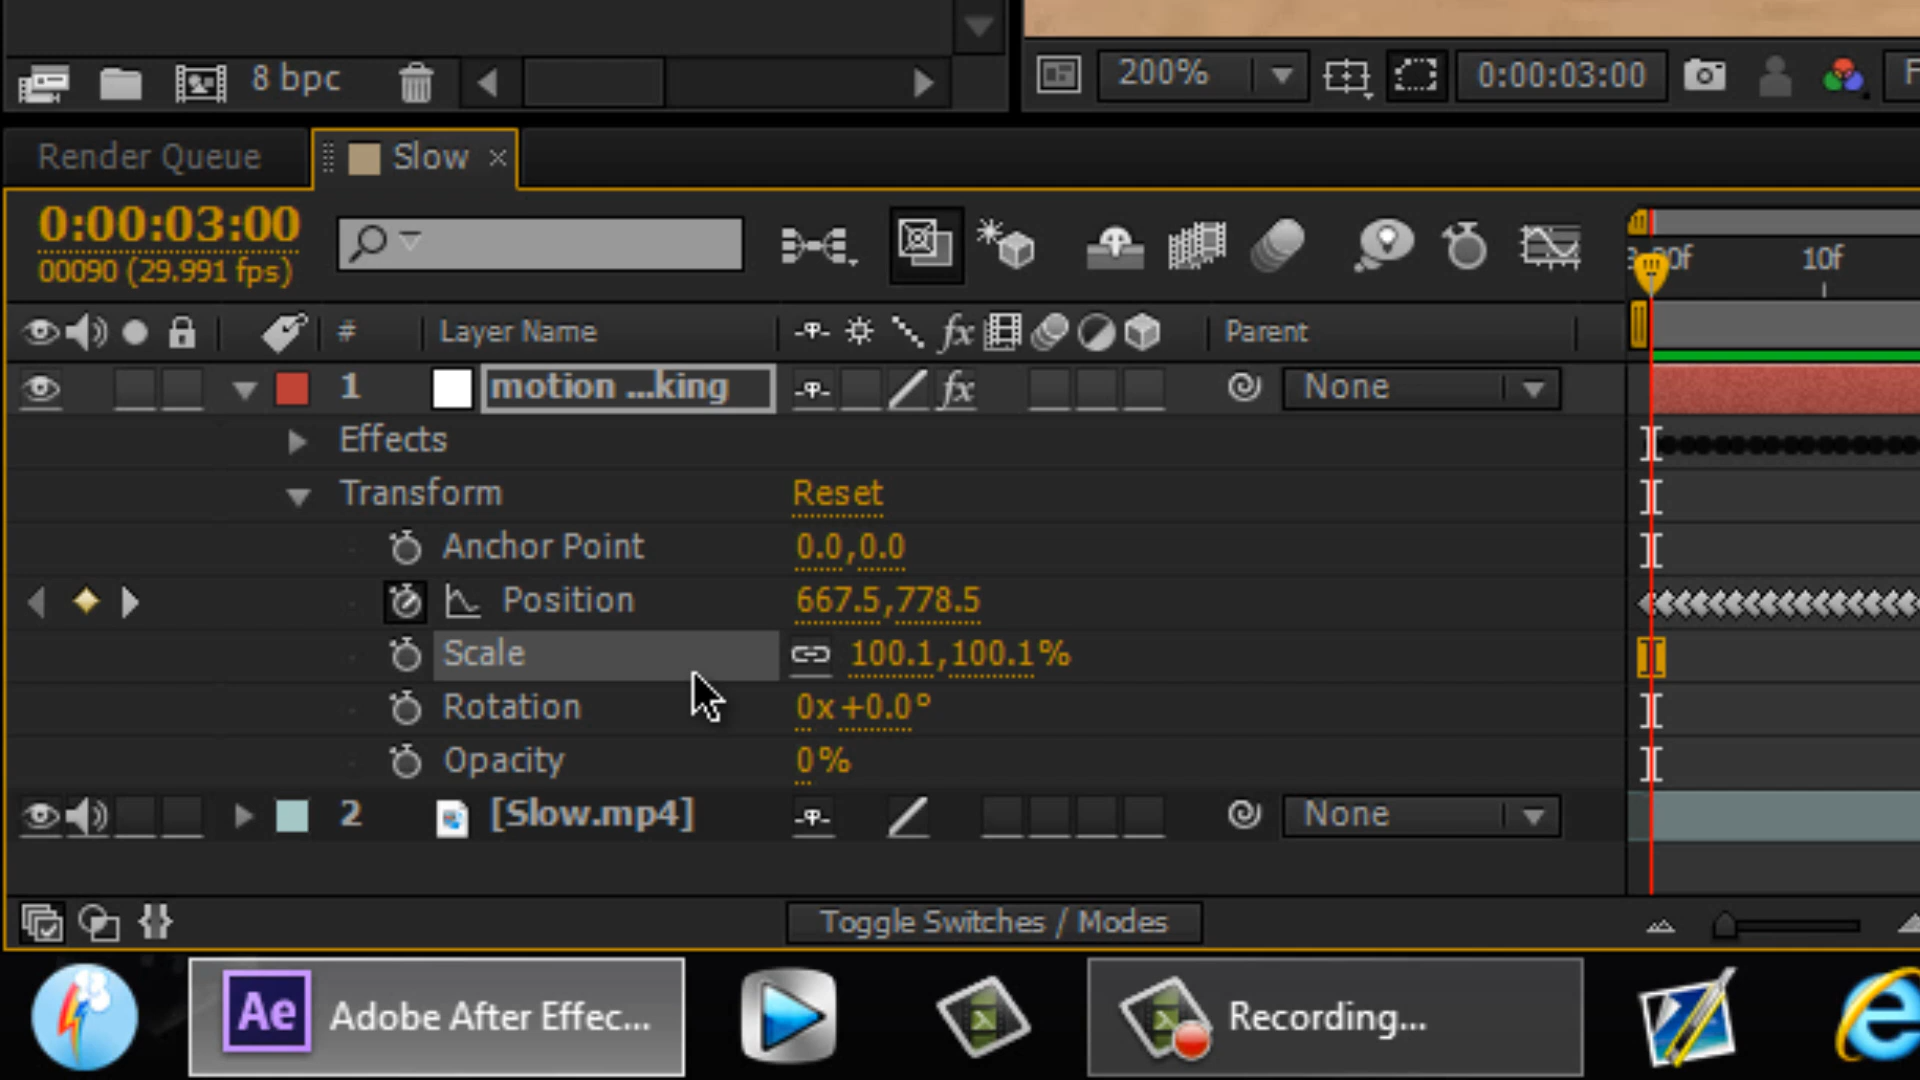 8 bpc
200%
0:00:03:00
F
Render Queue
Slow
0:00:03:00
00090 (29.991 fps)
10f
#
Layer Name
fx
Parent
1
motion ...king
fx
None
Effects
Transform
Reset
Anchor Point
0.0,0.0
Position
667.5,778.5
Scale
100.1,100.1%
Rotation
0x+0.0°
Opacity
0%
2
[Slow.mp4]
None
Toggle Switches / Modes
Ae
Adobe After Effec...
Recording...